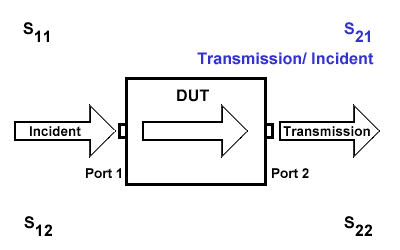 S11
S21
Transmission/ Incident
DUT
Incident
Transmission
Port 1
Port 2
S12
S22